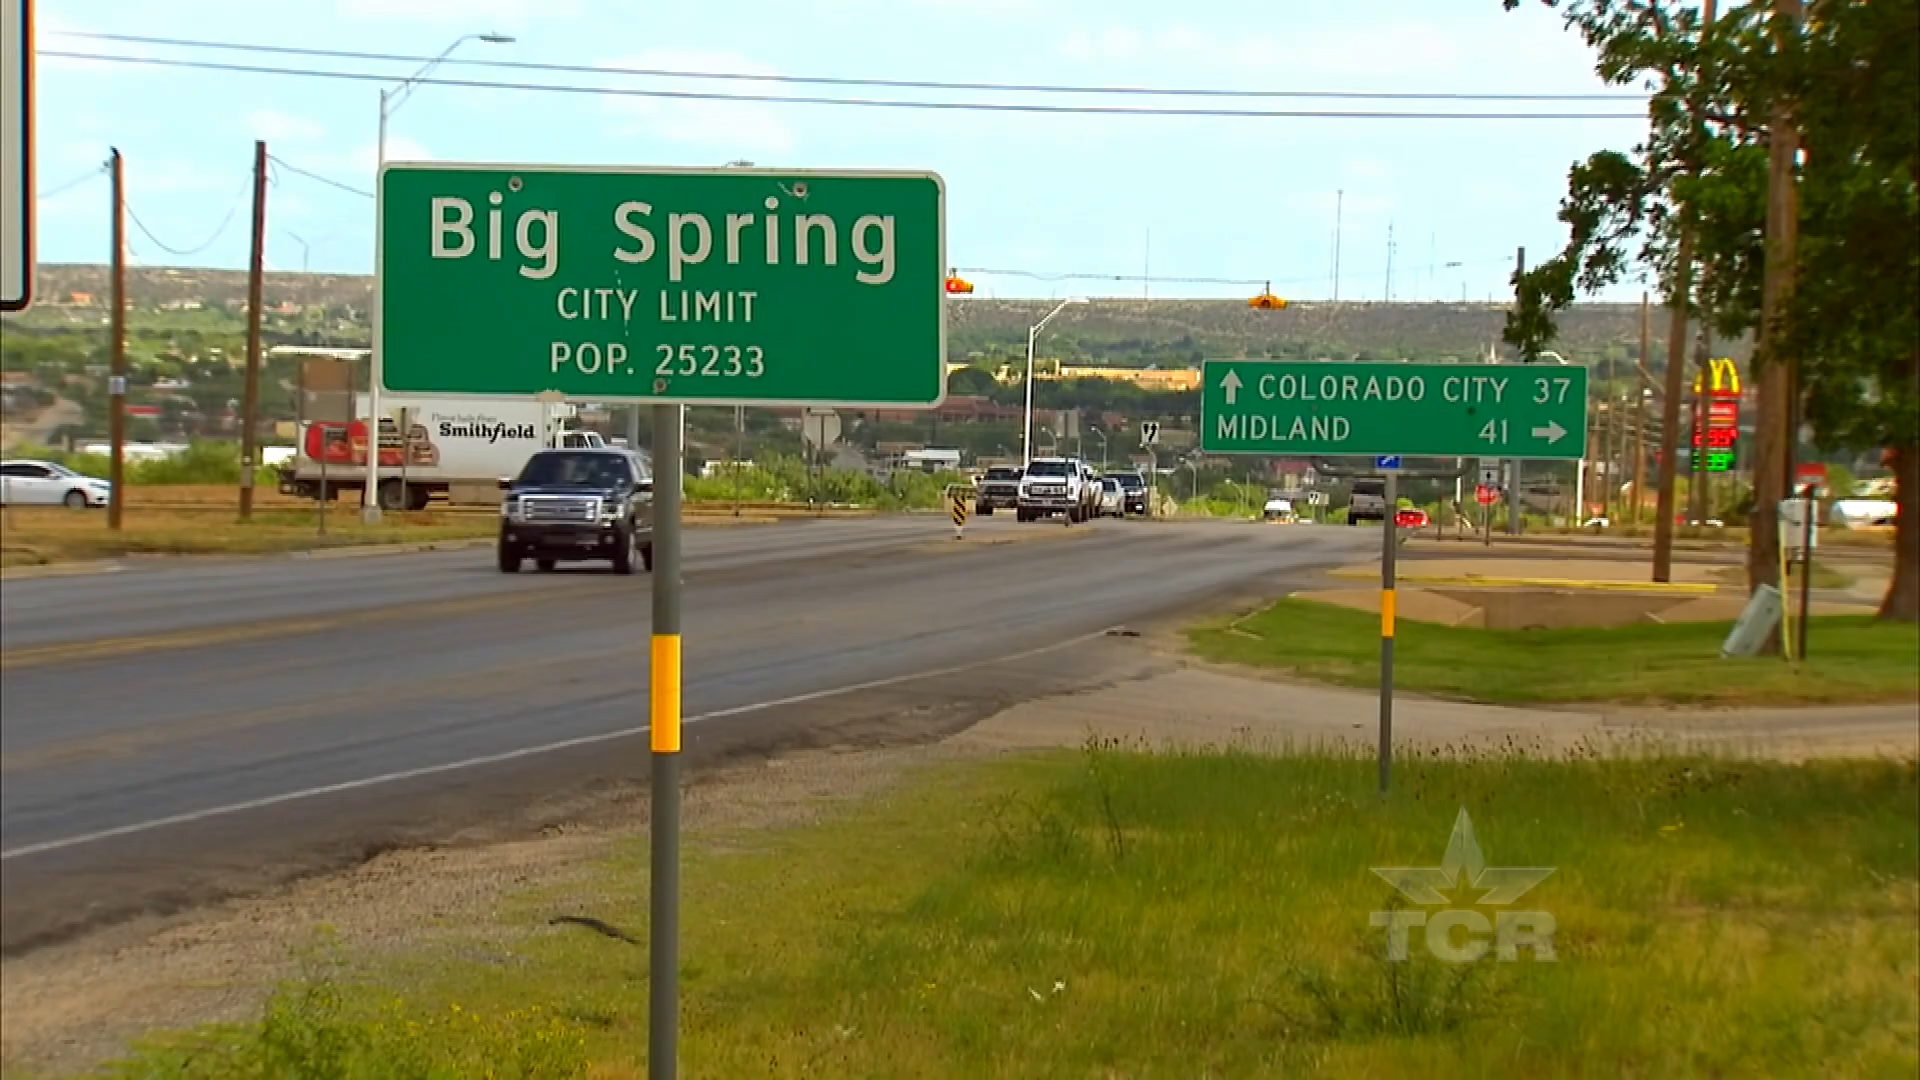 Big Spring
CITY LIMIT
POP. 25233
COLORADO CITY 37
MIDLAND 41
Smithfield
TCR